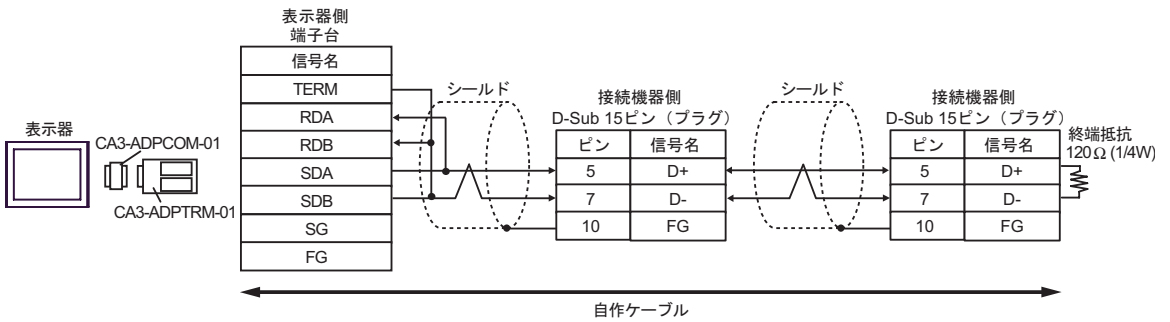 表示器
CA3-ADPCOM-01
CA3-ADPTRM-01
表示器側
端子台
信号名
TERM
RDA
RDB
SDA
SDB
SG
FG
シールド
接続機器側
D-Sub 15ピン（プラグ）
ピン 信号名
5 D+
7 D-
10 FG
シールド
接続機器側
D-Sub 15ピン（プラグ）
ピン 信号名
5 D+
7 D-
10 FG
終端抵抗
120Ω (1/4W)
自作ケーブル